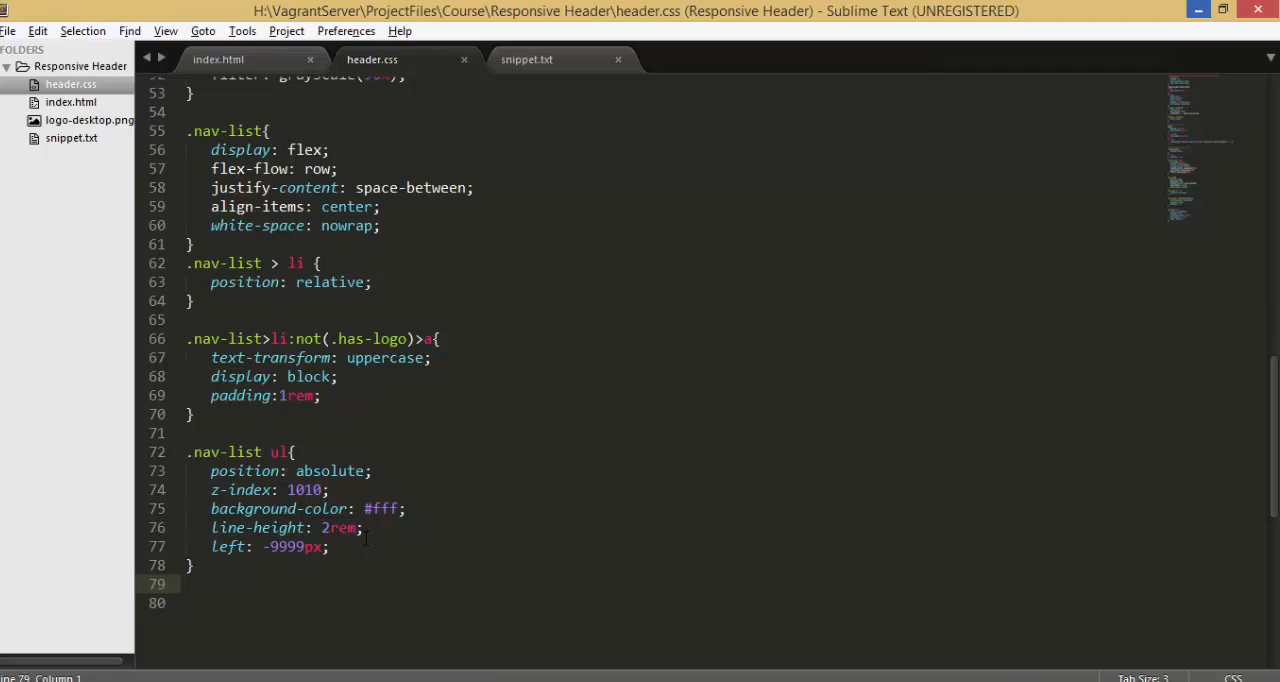 H:\VagrantServer\ProjectFiles\Course\Responsive Header\header.css (Responsive Header) - Sublime Text (UNREGISTERED)
File Edit Selection Find View Goto Tools Project Preferences Help
FOLDERS
Responsive Header
header.css
index.html
logo-desktop.png
snippet.txt
index.html
header.css
snippet.txt
53 }
54
55 .nav-list{
56 display: flex;
57 flex-flow: row;
58 justify-content: space-between;
59 align-items: center;
60 white-space: nowrap;
61 }
62 .nav-list > li {
63 position: relative;
64 }
65
66 .nav-list>li:not(.has-logo)>a{
67 text-transform: uppercase;
68 display: block;
69 padding:1rem;
70 }
71
72 .nav-list ul{
73 position: absolute;
74 z-index: 1010;
75 background-color: #fff;
76 line-height: 2rem;
77 left: -9999px;
78 }
79
80
Line 79, Column 1
Tab Size: 3
CSS